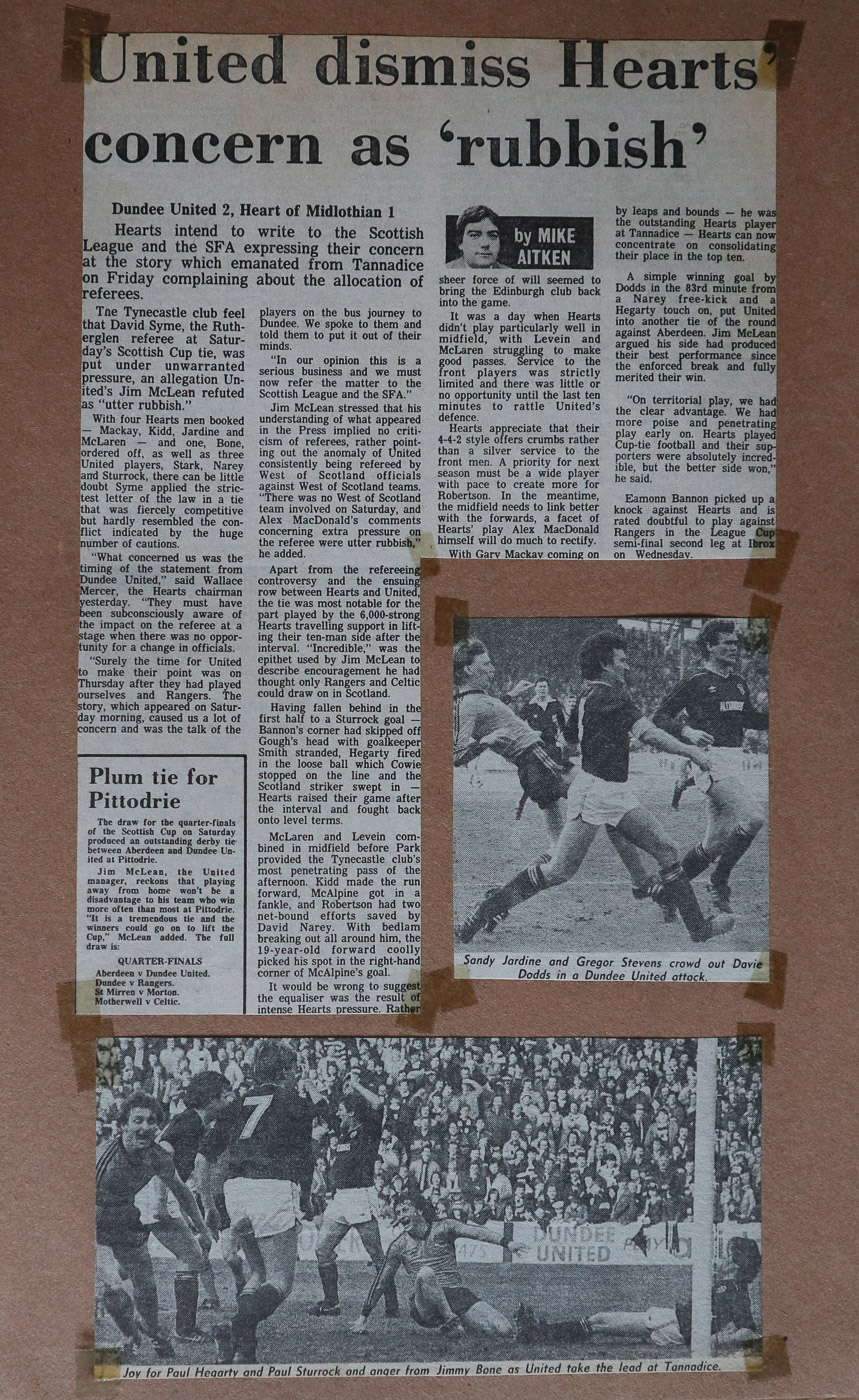 United dismiss Hearts'
concern as ‘rubbish’
Dundee United 2, Heart of Midlothian 1
Hearts intend to write to the Scottish
League and the SFA expressing their concern
at the story which emanated from Tannadice
on Friday complaining about the allocation of
referees.
The Tynecastle club feel
that David Syme, the Ruth-
erglen referee at Satur-
day's Scottish Cup tie, was
put under unwarranted
pressure, an allegation Un-
ited's Jim McLean refuted
as "utter rubbish."
With four Hearts men booked
— Mackay, Kidd, Jardine and
McLaren — and one, Bone,
ordered off, as well as three
United players, Stark, Narey
and Sturrock, there can be little
doubt Syme applied the stric-
test letter of the law in a tie
that was fiercely competitive
but hardly resembled the con-
flict indicated by the huge
number of cautions.
"What concerned us was the
timing of the statement from
Dundee United," said Wallace
Mercer, the Hearts chairman
yesterday. "They must have
been subconsciously aware of
the impact on the referee at a
stage when there was no oppor-
tunity for a change in officials.
"Surely the time for United
to make their point was on
Thursday after they had played
ourselves and Rangers. The
story, which appeared on Satur-
day morning, caused us a lot of
concern and was the talk of the
players on the bus journey to
Dundee. We spoke to them and
told them to put it out of their
minds.
"In our opinion this is a
serious business and we must
now refer the matter to the
Scottish League and the SFA."
Jim McLean stressed that his
understanding of what appeared
in the Press implied no criti-
cism of referees, rather point-
ing out the anomaly of United
consistently being refereed by
West of Scotland officials
against West of Scotland teams.
"There was no West of Scotland
team involved on Saturday, and
Alex MacDonald's comments
concerning extra pressure on
the referee were utter rubbish,"
he added.
Apart from the refereeing
controversy and the ensuing
row between Hearts and United,
the tie was most notable for the
part played by the 6,000-strong
Hearts travelling support in lift-
ing their ten-man side after the
interval. "Incredible," was the
epithet used by Jim McLean to
describe encouragement he had
thought only Rangers and Celtic
could draw on in Scotland.
Having fallen behind in the
first half to a Sturrock goal —
Bannon's corner had skipped off
Gough's head with goalkeeper
Smith stranded, Hegarty fired
in the loose ball which Cowie
stopped on the line and the
Scotland striker swept in —
Hearts raised their game after
the interval and fought back
onto level terms.
McLaren and Levein com-
bined in midfield before Park
provided the Tynecastle club's
most penetrating pass of the
afternoon. Kidd made the run
forward, McAlpine got in a
fankle, and Robertson had two
net-bound efforts saved by
David Narey. With bedlam
breaking out all around him, the
19-year-old forward coolly
picked his spot in the right-hand
corner of McAlpine's goal.
It would be wrong to suggest
the equaliser was the result of
intense Hearts pressure. Rather
by MIKE
AITKEN
sheer force of will seemed to
bring the Edinburgh club back
into the game.
It was a day when Hearts
didn't play particularly well in
midfield, with Levein and
McLaren struggling to make
good passes. Service to the
front players was strictly
limited and there was little or
no opportunity until the last ten
minutes to rattle United's
defence.
Hearts appreciate that their
4-4-2 style offers crumbs rather
than a silver service to the
front men. A priority for next
season must be a wide player
with pace to create more for
Robertson. In the meantime,
the midfield needs to link better
with the forwards, a facet of
Hearts' play Alex MacDonald
himself will do much to rectify.
With Gary Mackay coming on
by leaps and bounds — he was
the outstanding Hearts player
at Tannadice — Hearts can now
concentrate on consolidating
their place in the top ten.
A simple winning goal by
Dodds in the 83rd minute from
a Narey free-kick and a
Hegarty touch on, put United
into another tie of the round
against Aberdeen. Jim McLean
argued his side had produced
their best performance since
the enforced break and fully
merited their win.
"On territorial play, we had
the clear advantage. We had
more poise and penetrating
play early on. Hearts played
Cup-tie football and their sup-
porters were absolutely incred-
ible, but the better side won,"
he said.
Eamonn Bannon picked up a
knock against Hearts and is
rated doubtful to play against
Rangers in the League Cup
semi-final second leg at Ibrox
on Wednesday.
Plum tie for
Pittodrie
The draw for the quarter-finals
of the Scottish Cup on Saturday
produced an outstanding derby tie
between Aberdeen and Dundee Un-
ited at Pittodrie.
Jim McLean, the United
manager, reckons that playing
away from home won't be a
disadvantage to his team who win
more often than most at Pittodrie.
"It is a tremendous tie and the
winners could go on to lift the
Cup," McLean added. The full
draw is:
QUARTER-FINALS
Aberdeen v Dundee United.
Dundee v Rangers.
St Mirren v Morton.
Motherwell v Celtic.
ALEXANDERS
Sandy Jardine and Gregor Stevens crowd out Davie
Dodds in a Dundee United attack.
7
475
DUNDEE
UNITED
PLAY
Joy for Paul Hegarty and Paul Sturrock and anger from Jimmy Bone as United take the lead at Tannadice.